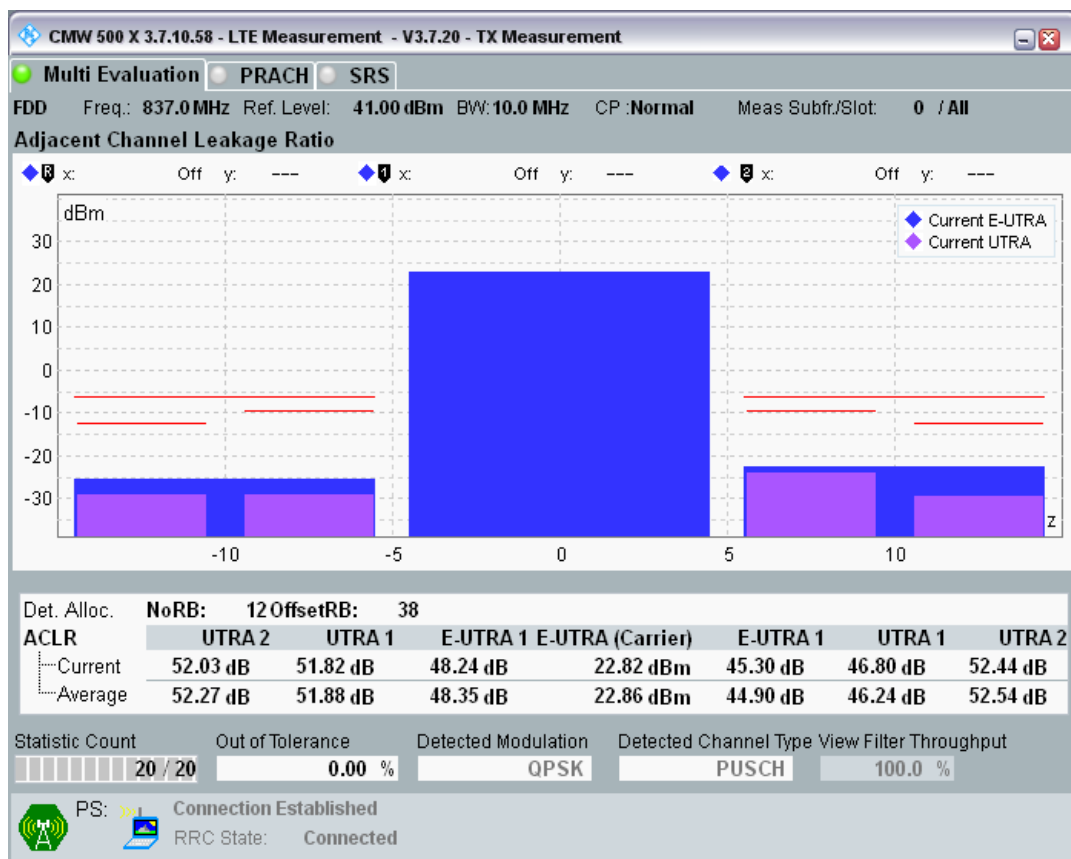 CMW 500 X 3.7.10.58 - LTE Measurement - V3.7.20 - TX Measurement
Multi Evaluation PRACH SRS
FDD Freq.: 837.0 MHz Ref. Level: 41.00 dBm BW: 10.0 MHz CP :Normal Meas Subfr./Slot: 0 / All
Adjacent Channel Leakage Ratio
R x: Off y: --- 1 x: Off y: --- 2 x: Off y: ---
dBm
Current E-UTRA
Current UTRA
30
20
10
0
-10
-20
-30
z
-10 -5 0 5 10
Det. Alloc. NoRB: 12 OffsetRB: 38
ACLR UTRA 2 UTRA 1 E-UTRA 1 E-UTRA (Carrier) E-UTRA 1 UTRA 1 UTRA 2
Current 52.03 dB 51.82 dB 48.24 dB 22.82 dBm 45.30 dB 46.80 dB 52.44 dB
Average 52.27 dB 51.88 dB 48.35 dB 22.86 dBm 44.90 dB 46.24 dB 52.54 dB
Statistic Count Out of Tolerance Detected Modulation Detected Channel Type View Filter Throughput
20 / 20 0.00 % QPSK PUSCH 100.0 %
PS: Connection Established
RRC State: Connected